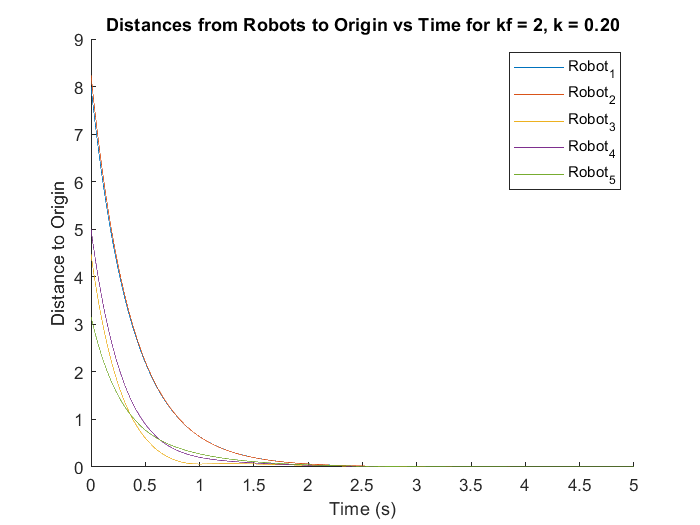 Distances from Robots to Origin vs Time for kf = 2, k = 0.20
9
8
7
6
5
4
3
2
1
0
Distance to Origin
Robot1
Robot2
Robot3
Robot4
Robot5
0 0.5 1 1.5 2 2.5 3 3.5 4 4.5 5
Time (s)